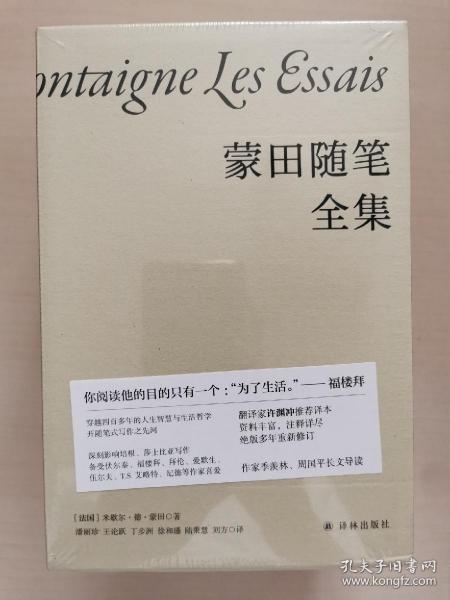 ontaigne Les Essais
蒙田随笔
全集
你阅读他的目的只有一个：“为了生活。”——福楼拜
穿越四百多年的人生智慧与生活哲学
开随笔式写作之先河
深刻影响培根、莎士比亚写作
备受伏尔泰、福楼拜、拜伦、爱默生、
伍尔夫、T.S.艾略特、纪德等作家喜爱
翻译家许渊冲推荐译本
资料丰富，注释详尽
绝版多年重新修订
作家季羡林、周国平长文导读
［法国］米歇尔·德·蒙田 著
潘丽珍 王论跃 丁步洲 徐和瑾 陆秉慧 刘方 译
译林出版社
孔夫子旧书网